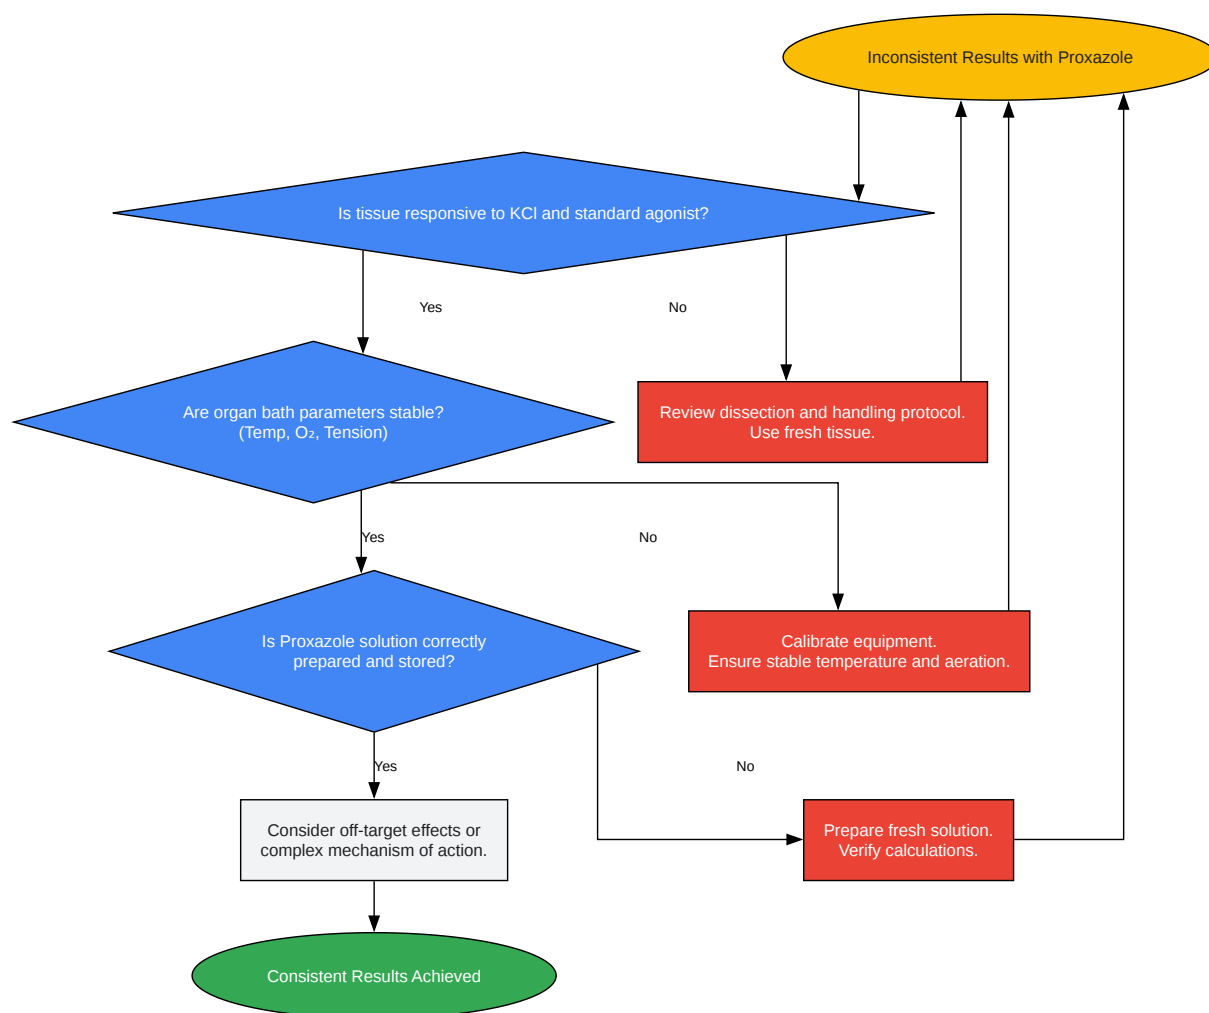 Inconsistent Results with Proxazole
Is tissue responsive to KCl and standard agonist?
Yes
No
Are organ bath parameters stable?
(Temp, O₂, Tension)
Review dissection and handling protocol.
Use fresh tissue.
Yes
No
Is Proxazole solution correctly
prepared and stored?
Calibrate equipment.
Ensure stable temperature and aeration.
Yes
No
Consider off-target effects or
complex mechanism of action.
Prepare fresh solution.
Verify calculations.
Consistent Results Achieved